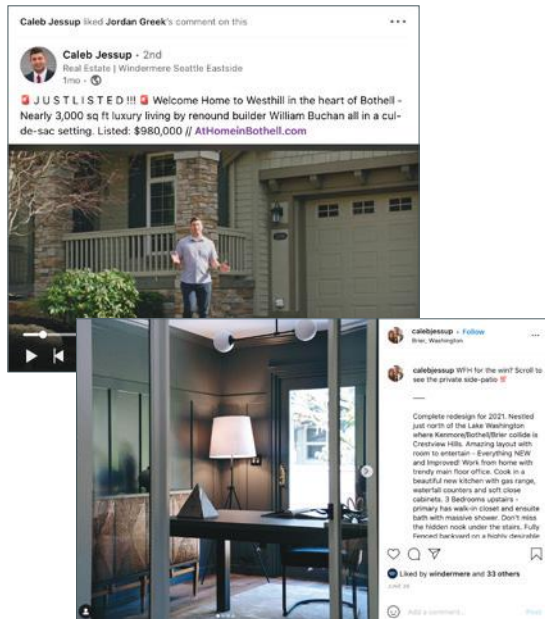 Caleb Jessup liked Jordan Greek's comment on this
Caleb Jessup • 2nd
Real Estate | Windermere Seattle Eastside
1mo •
🚨 J U S T L I S T E D !!! 🚨 Welcome Home to Westhill in the heart of Bothell -
Nearly 3,000 sq ft luxury living by renound builder William Buchan all in a cul-
de-sac setting. Listed: $980,000 // AtHomeinBothell.com
calebjessup • Follow
Brier, Washington
calebjessup WFH for the win? Scroll to
see the private side-patio 💯
Complete redesign for 2021. Nestled
just north of the Lake Washington
where Kenmore/Bothell/Brier collide is
Crestview Hills. Amazing layout with
room to entertain - Everything NEW
and Improved! Work from home with
trendy main floor office. Cook in a
beautiful new kitchen with gas range,
waterfall counters and soft close
cabinets. 3 Bedrooms upstairs -
primary has walk-in closet and ensuite
bath with massive shower. Don't miss
the hidden nook under the stairs. Fully
Fenced backyard on a highly desirable
Liked by windermere and 33 others
Add a comment...
Post